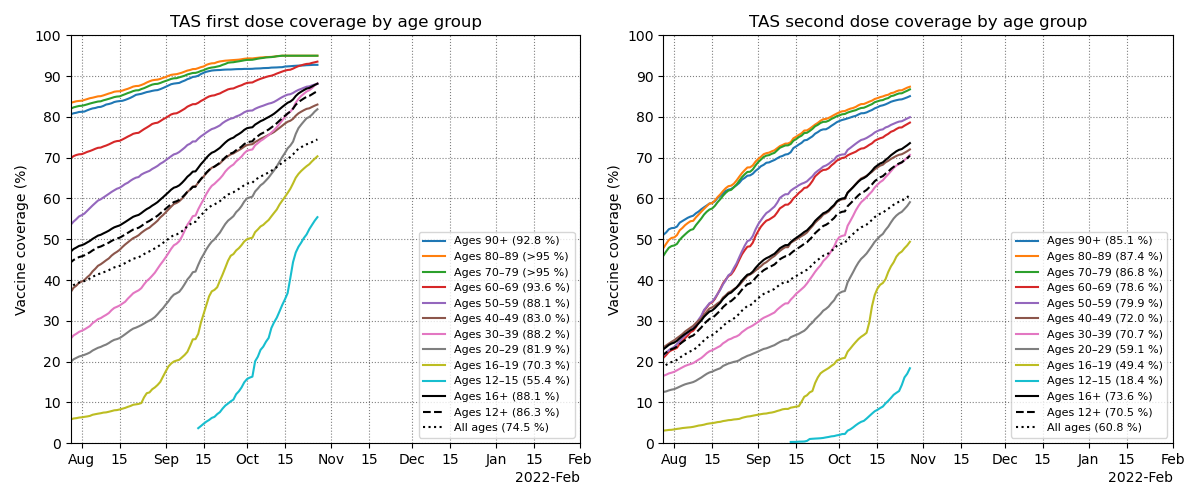 TAS first dose coverage by age group
100
90
80
70
60
50
40
30
20
10
0
Vaccine coverage (%)
Ages 90+ (92.8 %)
Ages 80–89 (>95 %)
Ages 70–79 (>95 %)
Ages 60–69 (93.6 %)
Ages 50–59 (88.1 %)
Ages 40–49 (83.0 %)
Ages 30–39 (88.2 %)
Ages 20–29 (81.9 %)
Ages 16–19 (70.3 %)
Ages 12–15 (55.4 %)
Ages 16+ (88.1 %)
Ages 12+ (86.3 %)
All ages (74.5 %)
Aug 15 Sep 15 Oct 15 Nov 15 Dec 15 Jan 15 Feb
2022-Feb
TAS second dose coverage by age group
100
90
80
70
60
50
40
30
20
10
0
Vaccine coverage (%)
Ages 90+ (85.1 %)
Ages 80–89 (87.4 %)
Ages 70–79 (86.8 %)
Ages 60–69 (78.6 %)
Ages 50–59 (79.9 %)
Ages 40–49 (72.0 %)
Ages 30–39 (70.7 %)
Ages 20–29 (59.1 %)
Ages 16–19 (49.4 %)
Ages 12–15 (18.4 %)
Ages 16+ (73.6 %)
Ages 12+ (70.5 %)
All ages (60.8 %)
Aug 15 Sep 15 Oct 15 Nov 15 Dec 15 Jan 15 Feb
2022-Feb